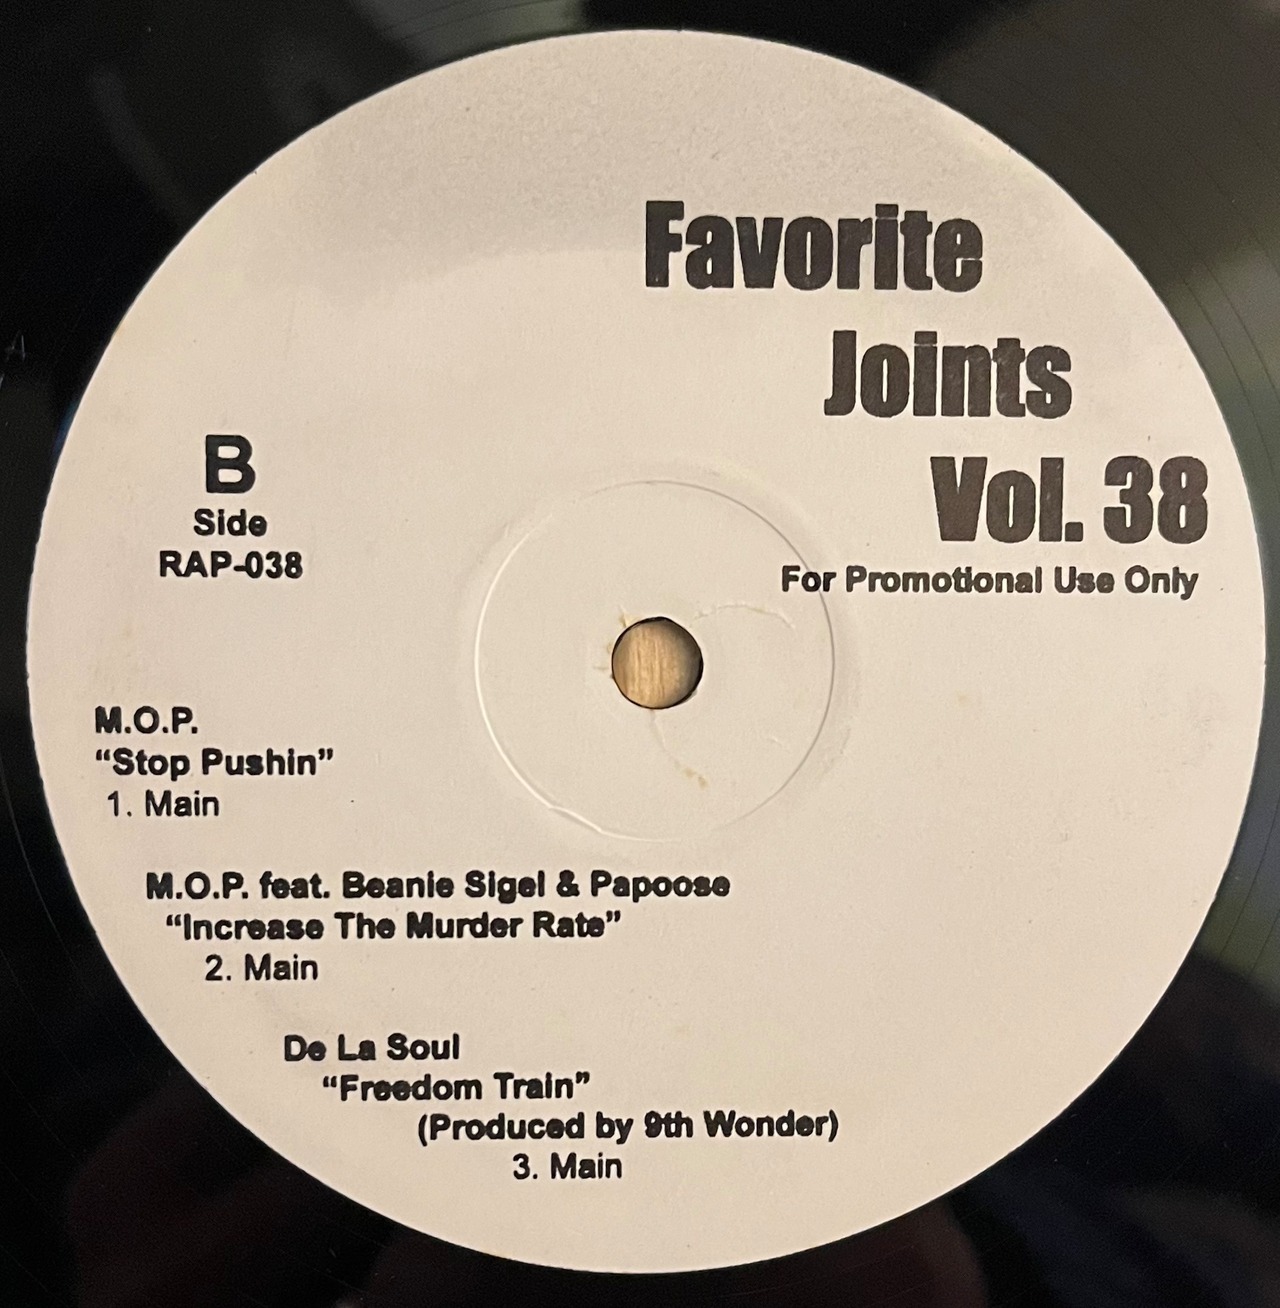 Favorite
Joints
Vol. 38
For Promotional Use Only
B
Side
RAP-038
M.O.P.
“Stop Pushin”
1. Main
M.O.P. feat. Beanie Sigel & Papoose
“Increase The Murder Rate”
2. Main
De La Soul
“Freedom Train”
(Produced by 9th Wonder)
3. Main